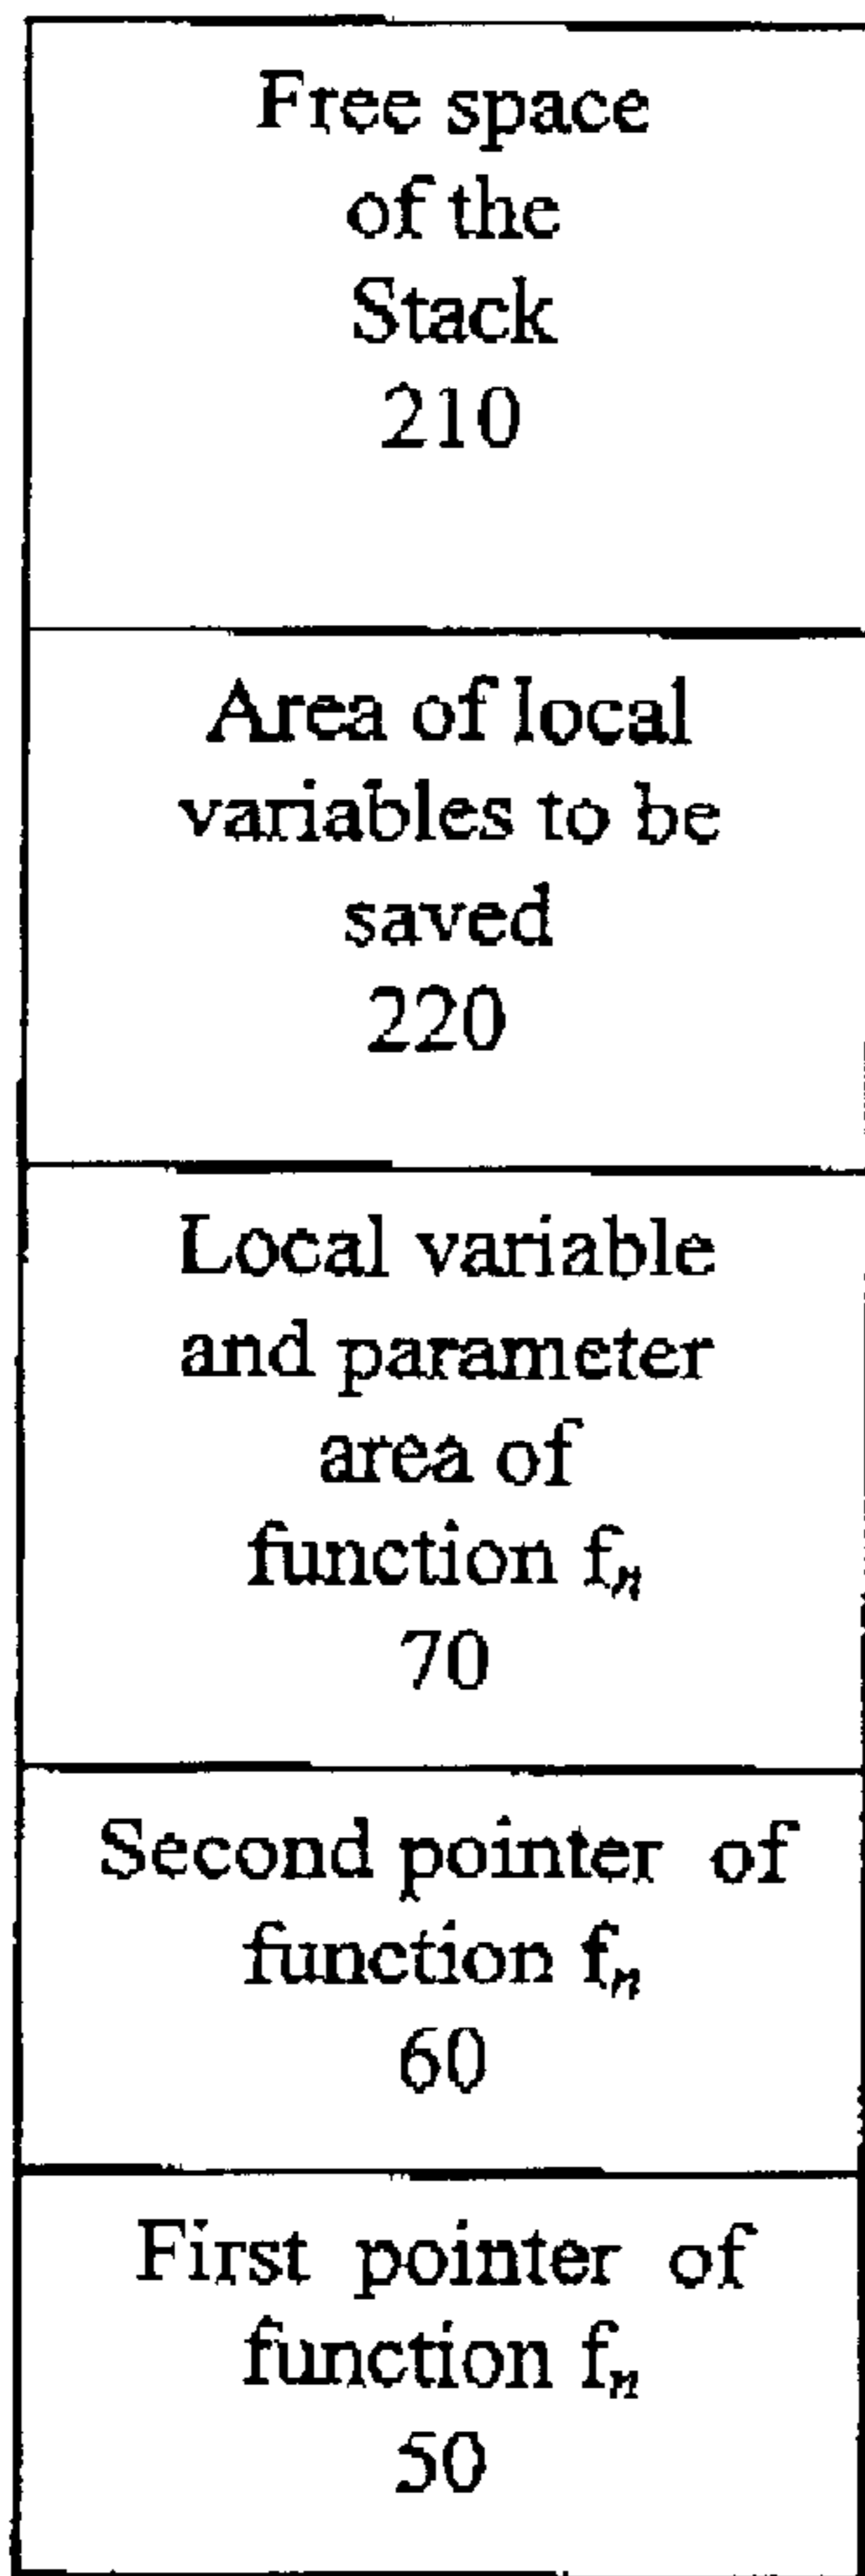 Free space
of the
Stack
210
Area of local
variables to be
saved
220
Local variable
and parameter
area of
function fₙ
70
Second pointer of
function fₙ
60
First pointer of
function fₙ
50